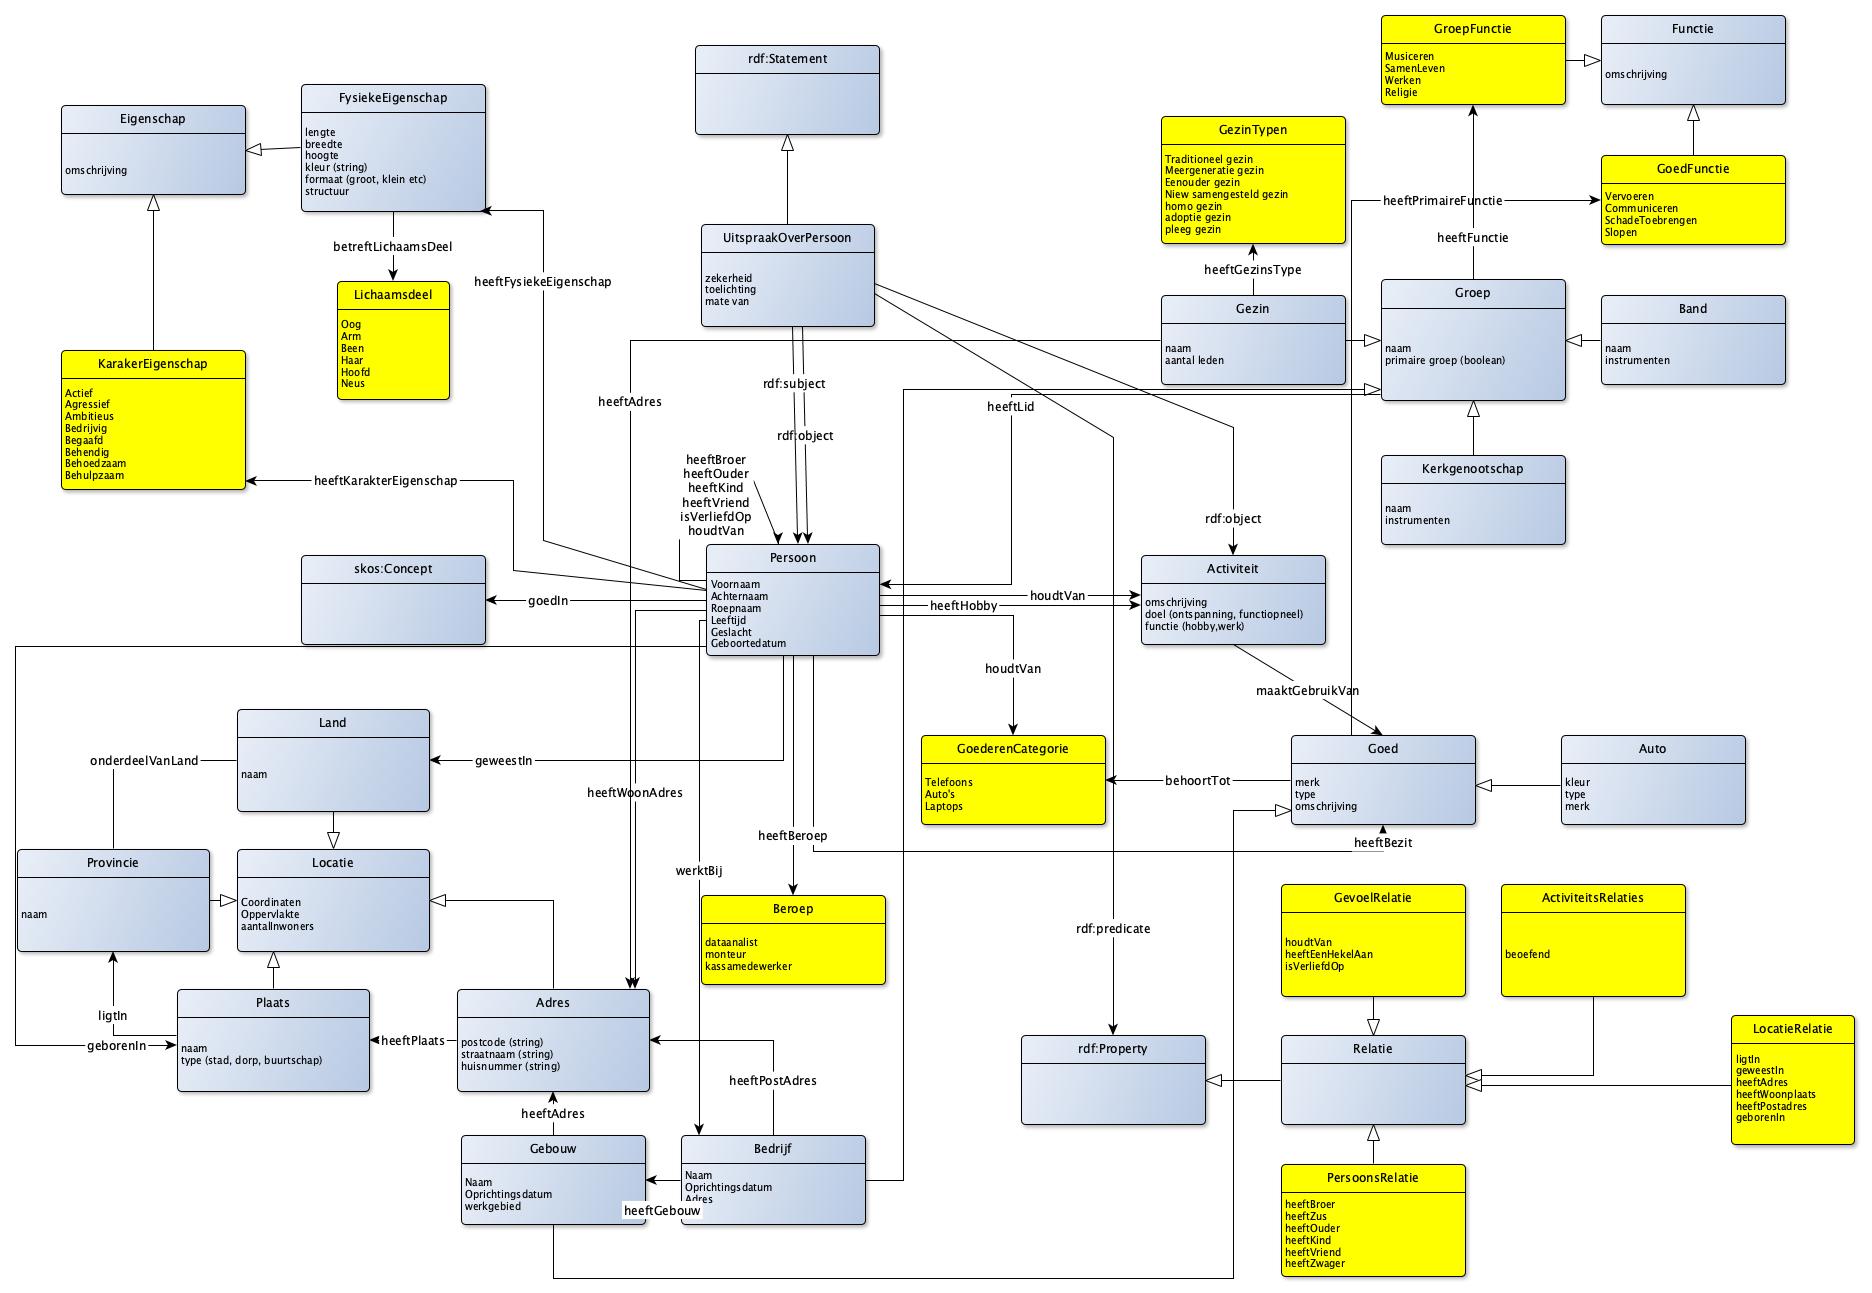 GroepFunctie
Musiceren
SamenLeven
Werken
Religie
Functie
omschrijving
rdf:Statement
FysiekeEigenschap
lengte
breedte
hoogte
kleur (string)
formaat (groot, klein etc)
structuur
Eigenschap
omschrijving
GezinTypen
Traditioneel gezin
Meergeneratie gezin
Eenouder gezin
Niew samengesteld gezin
homo gezin
adoptie gezin
pleeg gezin
GoedFunctie
Vervoeren
Communiceren
SchadeToebrengen
Slopen
heeftPrimaireFunctie
heeftFunctie
betreftLichaamsDeel
UitspraakOverPersoon
zekerheid
toelichting
mate van
heeftGezinsType
heeftFysiekeEigenschap
Lichaamsdeel
Oog
Arm
Been
Haar
Hoofd
Neus
Gezin
naam
aantal leden
Groep
naam
primaire groep (boolean)
Band
naam
instrumenten
KarakerEigenschap
Actief
Agressief
Ambitieus
Bedrijvig
Begaafd
Behendig
Behoedzaam
Behulpzaam
rdf:subject
heeftAdres
heeftLid
rdf:object
heeftBroer
heeftOuder
heeftKind
heeftVriend
isVerliefdOp
houdtVan
heeftKarakterEigenschap
Kerkgenootschap
naam
instrumenten
rdf:object
Persoon
Voornaam
Achternaam
Roepnaam
Leeftijd
Geslacht
Geboortedatum
skos:Concept
goedIn
Activiteit
omschrijving
doel (ontspanning, functiopneel)
functie (hobby,werk)
houdtVan
heeftHobby
houdtVan
maaktGebruikVan
Land
naam
onderdeelVanLand
geweestIn
GoederenCategorie
Telefoons
Auto's
Laptops
behoortTot
Goed
merk
type
omschrijving
Auto
kleur
type
merk
heeftWoonAdres
heeftBeroep
heeftBezit
Provincie
naam
Locatie
Coordinaten
Oppervlakte
aantalInwoners
werktBij
Beroep
dataanalist
monteur
kassamedewerker
GevoelRelatie
houdtVan
heeftEenHekelAan
isVerliefdOp
ActiviteitsRelaties
beoefend
rdf:predicate
Plaats
naam
type (stad, dorp, buurtschap)
ligtIn
geborenIn
heeftPlaats
Adres
postcode (string)
straatnaam (string)
huisnummer (string)
rdf:Property
Relatie
LocatieRelatie
ligtIn
geweestIn
heeftAdres
heeftWoonplaats
heeftPostadres
geborenIn
heeftPostAdres
heeftAdres
Gebouw
Naam
Oprichtingsdatum
werkgebied
Bedrijf
Naam
Oprichtingsdatum
Adres
heeftGebouw
PersoonsRelatie
heeftBroer
heeftZus
heeftOuder
heeftKind
heeftVriend
heeftZwager